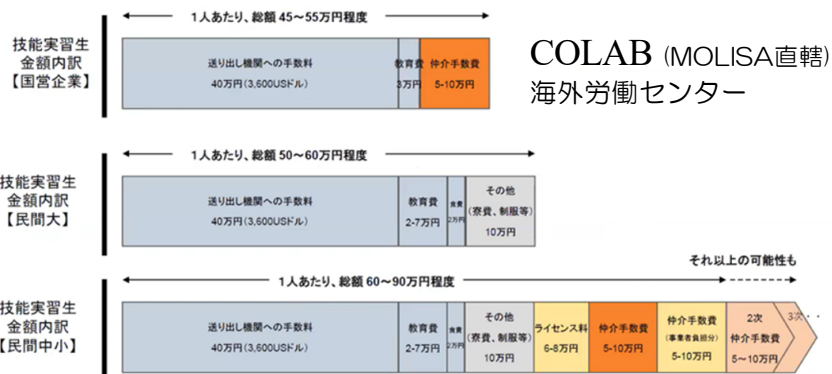 1人あたり、総額 45～55万円程度
技能実習生
金額内訳
【国営企業】
送り出し機関への手数料
40万円(3,600USドル)
教育費
3万円
仲介手数費
5-10万円
COLAB (MOLISA直轄)
海外労働センター
1人あたり、総額 50～60万円程度
技能実習生
金額内訳
【民間大】
送り出し機関への手数料
40万円(3,600USドル)
教育費
2-7万円
食費
2万円
その他
(寮費、制服等)
10万円
それ以上の可能性も
1人あたり、総額 60～90万円程度
技能実習生
金額内訳
【民間中小】
送り出し機関への手数料
40万円(3,600USドル)
教育費
2-7万円
食費
2万円
その他
(寮費、制服等)
10万円
ライセンス料
6-8万円
仲介手数費
5-10万円
仲介手数費
(事業者負担分)
5-10万円
2次
仲介手数費
5～10万円
3次・・